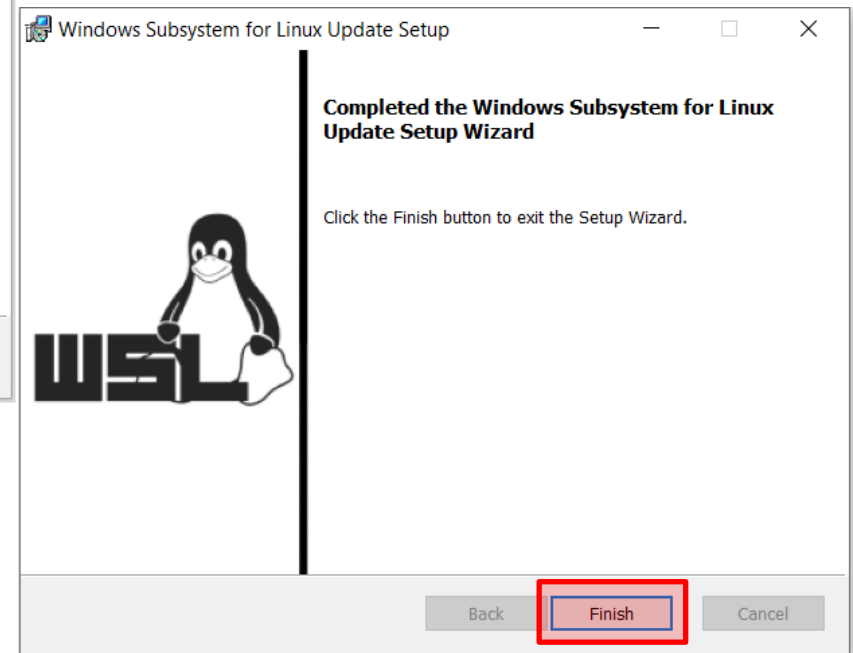 Windows Subsystem for Linux Update Setup
Completed the Windows Subsystem for Linux
Update Setup Wizard
Click the Finish button to exit the Setup Wizard.
WSL
Back
Finish
Cancel